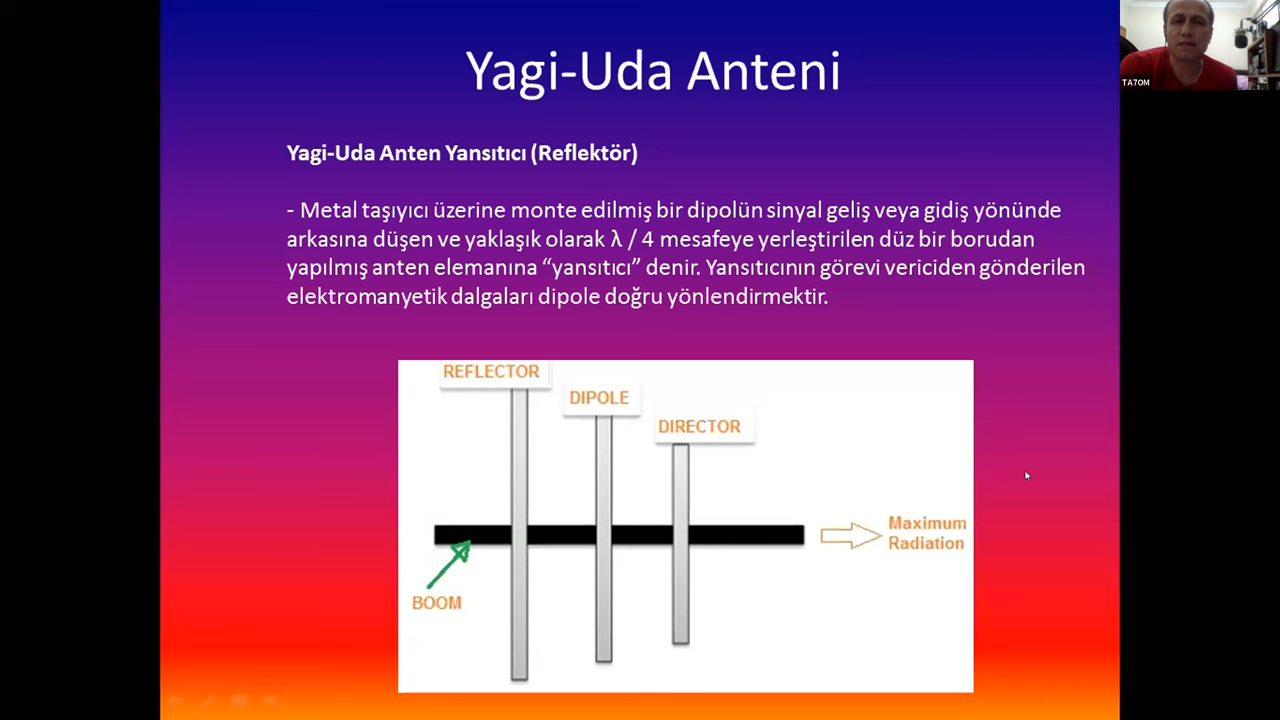 Yagi-Uda Anteni
TA7OM
Yagi-Uda Anten Yansıtıcı (Reflektör)
- Metal taşıyıcı üzerine monte edilmiş bir dipolün sinyal geliş veya gidiş yönünde
arkasına düşen ve yaklaşık olarak λ / 4 mesafeye yerleştirilen düz bir borudan
yapılmış anten elemanına “yansıtıcı” denir. Yansıtıcının görevi vericiden gönderilen
elektromanyetik dalgaları dipole doğru yönlendirmektir.
REFLECTOR
DIPOLE
DIRECTOR
Maximum
Radiation
BOOM